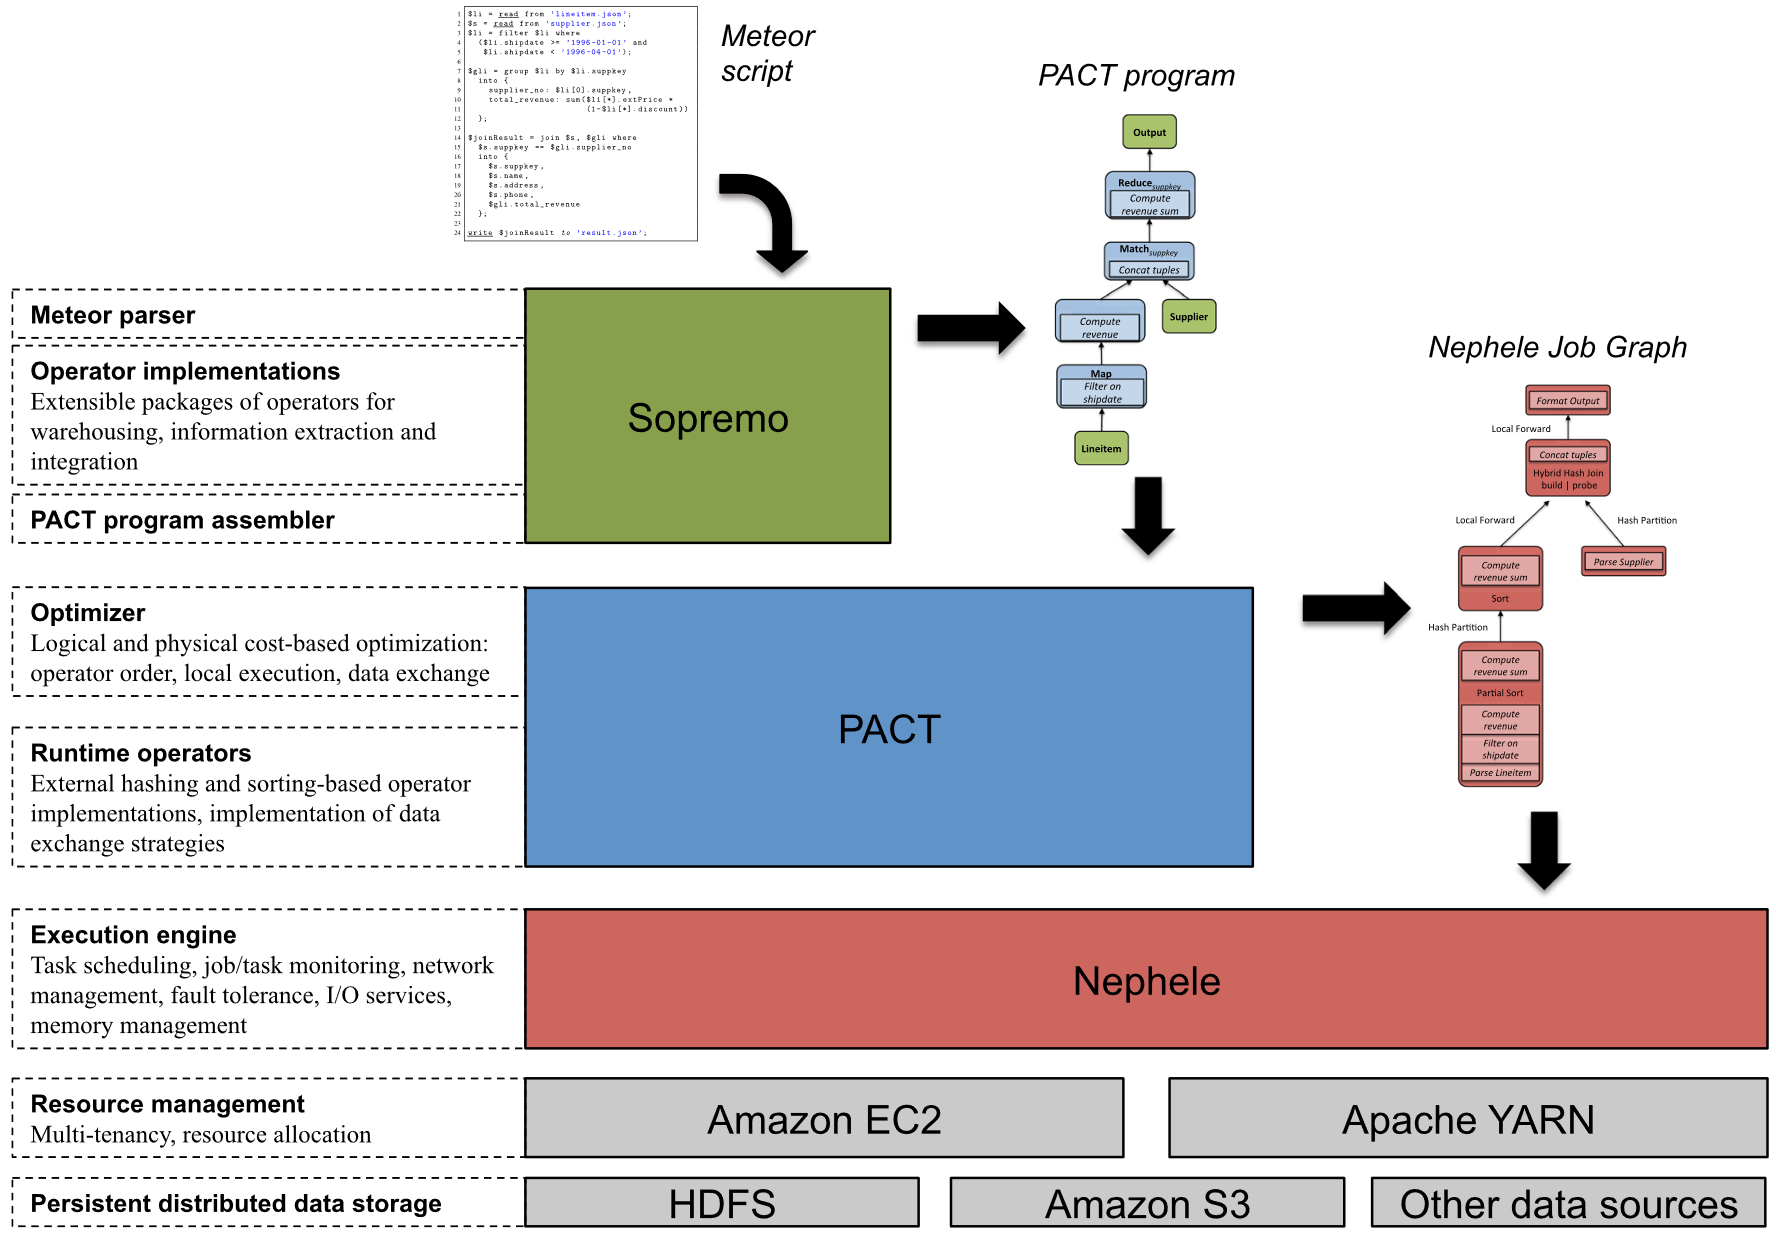 1 $li = read from 'lineitem.json';
2 $s = read from 'supplier.json';
3 $li = filter $li where
4 ($li.shipdate >= '1996-01-01' and
5 $li.shipdate < '1996-04-01');
6
7 $gli = group $li by $li.suppkey
8 into {
9 supplier_no: $li[0].suppkey,
10 total_revenue: sum($li[*].extPrice *
11 (1-$li[*].discount))
12 };
13
14 $joinResult = join $s, $gli where
15 $s.suppkey == $gli.supplier_no
16 into {
17 $s.suppkey,
18 $s.name,
19 $s.address,
20 $s.phone,
21 $gli.total_revenue
22 };
23
24 write $joinResult to 'result.json';
Meteor
script
PACT program
Output
Reduce suppkey
Compute
revenue sum
Match suppkey
Concat tuples
Compute
revenue
Supplier
Map
Filter on
shipdate
Lineitem
Nephele Job Graph
Format Output
Local Forward
Concat tuples
Hybrid Hash Join
build | probe
Local Forward
Hash Partition
Compute
revenue sum
Sort
Parse Supplier
Hash Partition
Compute
revenue sum
Partial Sort
Compute
revenue
Filter on
shipdate
Parse Lineitem
Meteor parser
Operator implementations
Extensible packages of operators for
warehousing, information extraction and
integration
PACT program assembler
Sopremo
Optimizer
Logical and physical cost-based optimization:
operator order, local execution, data exchange
Runtime operators
External hashing and sorting-based operator
implementations, implementation of data
exchange strategies
PACT
Execution engine
Task scheduling, job/task monitoring, network
management, fault tolerance, I/O services,
memory management
Nephele
Resource management
Multi-tenancy, resource allocation
Amazon EC2
Apache YARN
Persistent distributed data storage
HDFS
Amazon S3
Other data sources